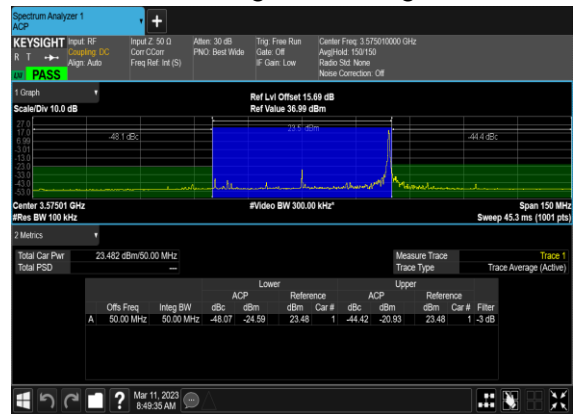 Spectrum Analyzer 1
ACP
+
KEYSIGHT
R T
PASS
Input: RF
Coupling: DC
Align: Auto
Input Z: 50 Ω
Corr CCorr
Freq Ref: Int (S)
Atten: 30 dB
PNO: Best Wide
Trig: Free Run
Gate: Off
IF Gain: Low
Center Freq: 3.575010000 GHz
Avg|Hold: 150/150
Radio Std: None
Noise Correction: Off
1 Graph
Scale/Div 10.0 dB
Ref Lvl Offset 15.69 dB
Ref Value 36.99 dBm
27.0
17.0
6.99
-3.01
-13.0
-23.0
-33.0
-43.0
-53.0
-48.1 dBc
23.5 dBm
-44.4 dBc
Center 3.57501 GHz
#Res BW 100 kHz
#Video BW 300.00 kHz*
Span 150 MHz
Sweep 45.3 ms (1001 pts)
2 Metrics
Total Car Pwr 23.482 dBm/50.00 MHz
Total PSD ---
Measure Trace Trace 1
Trace Type Trace Average (Active)
Lower Upper
ACP Reference ACP Reference
Offs Freq Integ BW dBc dBm dBm Car # dBc dBm dBm Car # Filter
A 50.00 MHz 50.00 MHz -48.07 -24.59 23.48 1 -44.42 -20.93 23.48 1 -3 dB
?
Mar 11, 2023
8:49:35 AM